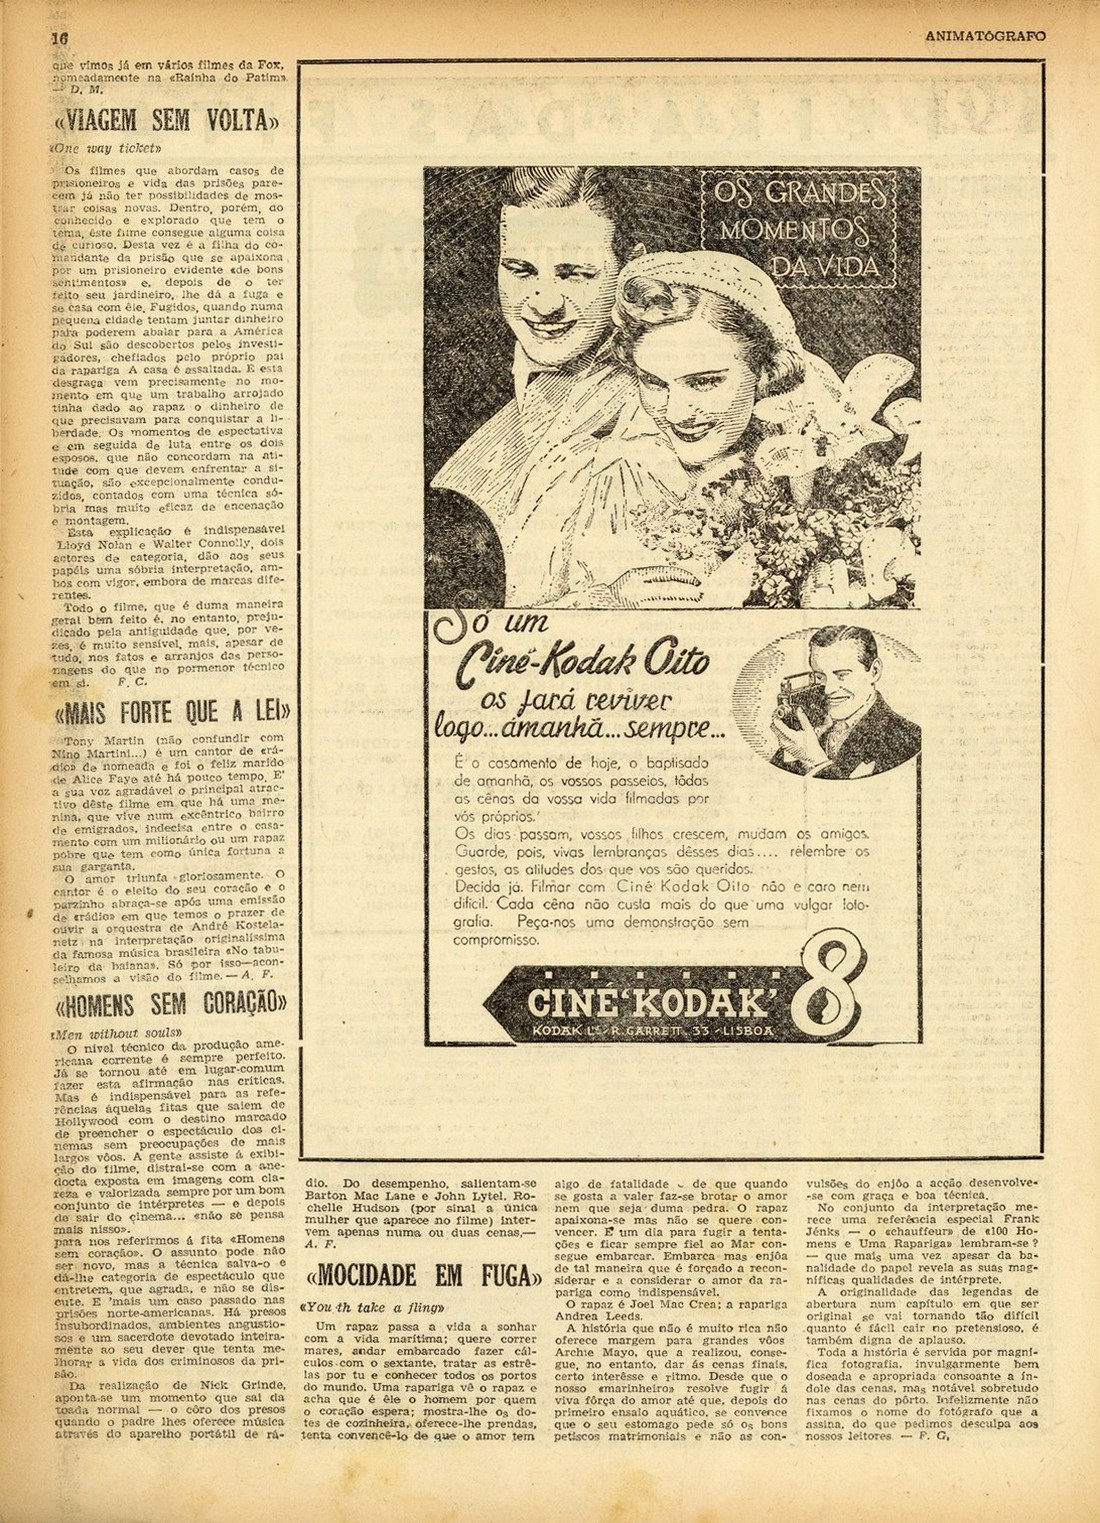 16
ANIMATÓGRAFO
que vimos já em vários filmes da Fox,
nomeadamente na «Raínha do Patim».
— D. M.
«VIAGEM SEM VOLTA»
«One way ticket»
Os filmes que abordam casos de
prisioneiros e vida das prisões pare-
cem já não ter possibilidades de mos-
trar coisas novas. Dentro, porém, do
conhecido e explorado que tem o
tema, êste filme consegue alguma coisa
de curioso. Desta vez é a filha do co-
mandante da prisão que se apaixona
por um prisioneiro evidente «de bons
sentimentos» e, depois de o ter
feito seu jardineiro, lhe dá a fuga e
se casa com êle. Fugidos, quando numa
pequena cidade tentam juntar dinheiro
para poderem abalar para a América
do Sul são descobertos pelos investi-
gadores, chefiados pelo próprio pai
da rapariga A casa é assaltada. E esta
desgraça vem precisamente no mo-
mento em que um trabalho arrojado
tinha dado ao rapaz o dinheiro de
que precisavam para conquistar a li-
berdade. Os momentos de espectativa
e em seguida de luta entre os dois
esposos, que não concordam na ati-
tude com que devem enfrentar a si-
tuação, são excepcionalmente condu-
zidos, contados com uma técnica só-
bria mas muito eficaz de encenação
e montagem.
Esta explicação é indispensável
Lloyd Nolan e Walter Connolly, dois
actores de categoria, dão aos seus
papéis uma sóbria interpretação, am-
bos com vigor, embora de marcas dife-
rentes.
Todo o filme, que é duma maneira
geral bem feito é, no entanto, preju-
dicado pela antiguidade que, por ve-
zes, é muito sensível, mais, apesar de
tudo, nos fatos e arranjos das perso-
nagens do que no pormenor técnico
em si. F. C.
«MAIS FORTE QUE A LEI»
Tony Martin (não confundir com
Nino Martini...) é um cantor de «rá-
dio» de nomeada e foi o feliz marido
de Alice Faye até há pouco tempo. E'
a sua voz agradável o principal atrac-
tivo dêste filme em que há uma me-
nina, que vive num excêntrico bairro
de emigrados, indecisa entre o casa-
mento com um milionário ou um rapaz
pobre que tem como única fortuna a
sua garganta.
O amor triunfa gloriosamente. O
cantor é o eleito do seu coração e o
parzinho abraça-se após uma emissão
de «rádio» em que temos o prazer de
ouvir a orquestra de André Kostela-
netz na interpretação originalíssima
da famosa música brasileira «No tabu-
leiro da baïana». Só por isso—acon-
selhamos a visão do filme. — A. F.
«HOMENS SEM CORAÇÃO»
«Men without souls»
O nível técnico da produção ame-
ricana corrente é sempre perfeito.
Já se tornou até em lugar-comum
fazer esta afirmação nas críticas.
Mas é indispensável para as refe-
rências àquelas fitas que saiem de
Hollywood com o destino marcado
de preencher o espectáculo dos ci-
nemas sem preocupações de mais
largos vôos. A gente assiste á exibi-
ção do filme, distrai-se com a ane-
docta exposta em imagens com cla-
reza e valorizada sempre por um bom
conjunto de intérpretes — e depois
de sair do cinema... «não se pensa
mais nisso».
para nos referirmos á fita «Homens
sem coração». O assunto pode não
ser novo, mas a técnica salva-o e
dá-lhe categoria de espectáculo que
entretem, que agrada, e não se dis-
cute. E 'mais um caso passado nas
prisões norte-americanas. Há presos
insubordinados, ambientes angustio-
sos e um sacerdote devotado inteira-
mente ao seu dever que tenta me-
lhorar a vida dos criminosos da pri-
são.
Da realização de Nick Grinde,
aponta-se um momento que sai da
toada normal — o côro dos presos
quando o padre lhes oferece música
através do aparelho portátil de rá-
OS GRANDES
MOMENTOS
DA VIDA
Só um
Ciné-Kodak Oito
os fará reviver
logo... ámanhã... sempre...
É o casamento de hoje, o baptisado
de amanhã, os vossos passeios, tôdas
as cênas da vossa vida filmadas por
vós próprios.
Os dias passam, vossos filhos crescem, mudam os amigos.
Guarde, pois, vivas lembranças dêsses dias.... relembre os
gestos, as atitudes dos que vos são queridos.
Decida já. Filmar com Ciné Kodak Oito não e caro nem
dificil. Cada cêna não custa mais do que uma vulgar foto-
grafia. Peça-nos uma demonstração sem
compromisso.
CINÉ 'KODAK' 8
KODAK Ld. - R. GARRETT, 33 - LISBOA
dio. Do desempenho, salientam-se
Barton Mac Lane e John Lytel. Ro-
chelle Hudson (por sinal a única
mulher que aparece no filme) inter-
vem apenas numa ou duas cenas,—
A. F.
«MOCIDADE EM FUGA»
«You th take a fling»
Um rapaz passa a vida a sonhar
com a vida marítima; quere correr
mares, andar embarcado fazer cál-
culos com o sextante, tratar as estrê-
las por tu e conhecer todos os portos
do mundo. Uma rapariga vê o rapaz e
acha que é êle o homem por quem
o coração espera; mostra-lhe os do-
tes de cozinheira, oferece-lhe prendas,
tenta convencê-lo de que o amor tem
algo de fatalidade de que quando
se gosta a valer faz-se brotar o amor
nem que seja duma pedra. O rapaz
apaixona-se mas não se quere con-
vencer. E um dia para fugir a tenta-
ções e ficar sempre fiel ao Mar con-
segue embarcar. Embarca mas enjôa
de tal maneira que é forçado a recon-
siderar e a considerar o amor da ra-
pariga como indispensável.
O rapaz é Joel Mac Crea; a rapariga
Andrea Leeds.
A história que não é muito rica não
oferece margem para grandes vôos
Archie Mayo, que a realizou, conse-
gue, no entanto, dar ás cenas finais,
certo interêsse e ritmo. Desde que o
nosso «marinheiro» resolve fugir á
viva fôrça do amor até que, depois do
primeiro ensaio aquático, se convence
que o seu estomago pede só os bons
petiscos matrimoniais e não as con-
vulsões do enjôo a acção desenvolve-
-se com graça e boa técnica.
No conjunto da interpretação me-
rece uma referência especial Frank
Jênks — o «chauffeur» de «100 Ho-
mens e Uma Rapariga» lembram-se?
— que mais uma vez apesar da ba-
nalidade do papel revela as suas mag-
níficas qualidades de intérprete.
A originalidade das legendas de
abertura num capítulo em que ser
original se vai tornando tão difícil
quanto é fácil cair no pretensioso, é
também digna de aplauso.
Toda a história é servida por magní-
fica fotografia, invulgarmente bem
doseada e apropriada consoante a ín-
dole das cenas, mas notável sobretudo
nas cenas do pôrto. Infelizmente não
fixamos o nome do fotógrafo que a
assina, do que pedimos desculpa aos
nossos leitores. — F. G.